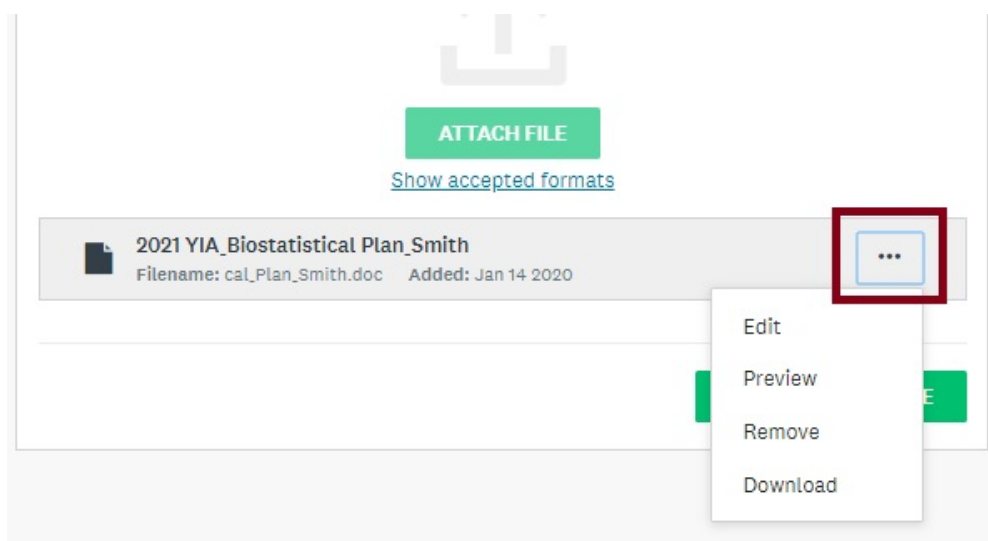 ATTACH FILE
Show accepted formats
2021 YIA_Biostatistical Plan_Smith
Filename: cal_Plan_Smith.doc Added: Jan 14 2020
•••
Edit
Preview
Remove
Download